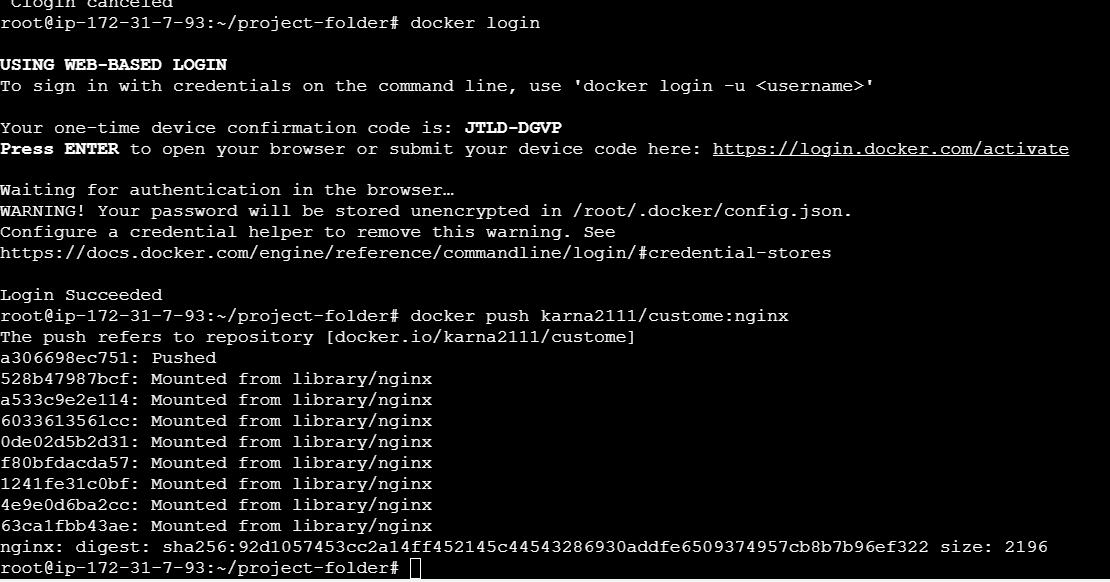 ^Clogin canceled
root@ip-172-31-7-93:~/project-folder# docker login
USING WEB-BASED LOGIN
To sign in with credentials on the command line, use 'docker login -u <username>'
Your one-time device confirmation code is: JTLD-DGVP
Press ENTER to open your browser or submit your device code here: https://login.docker.com/activate
Waiting for authentication in the browser…
WARNING! Your password will be stored unencrypted in /root/.docker/config.json.
Configure a credential helper to remove this warning. See
https://docs.docker.com/engine/reference/commandline/login/#credential-stores
Login Succeeded
root@ip-172-31-7-93:~/project-folder# docker push karna2111/custome:nginx
The push refers to repository [docker.io/karna2111/custome]
a306698ec751: Pushed
528b47987bcf: Mounted from library/nginx
a533c9e2e114: Mounted from library/nginx
6033613561cc: Mounted from library/nginx
0de02d5b2d31: Mounted from library/nginx
f80bfdacda57: Mounted from library/nginx
1241fe31c0bf: Mounted from library/nginx
4e9e0d6ba2cc: Mounted from library/nginx
63ca1fbb43ae: Mounted from library/nginx
nginx: digest: sha256:92d1057453cc2a14ff452145c44543286930addfe6509374957cb8b7b96ef322 size: 2196
root@ip-172-31-7-93:~/project-folder#